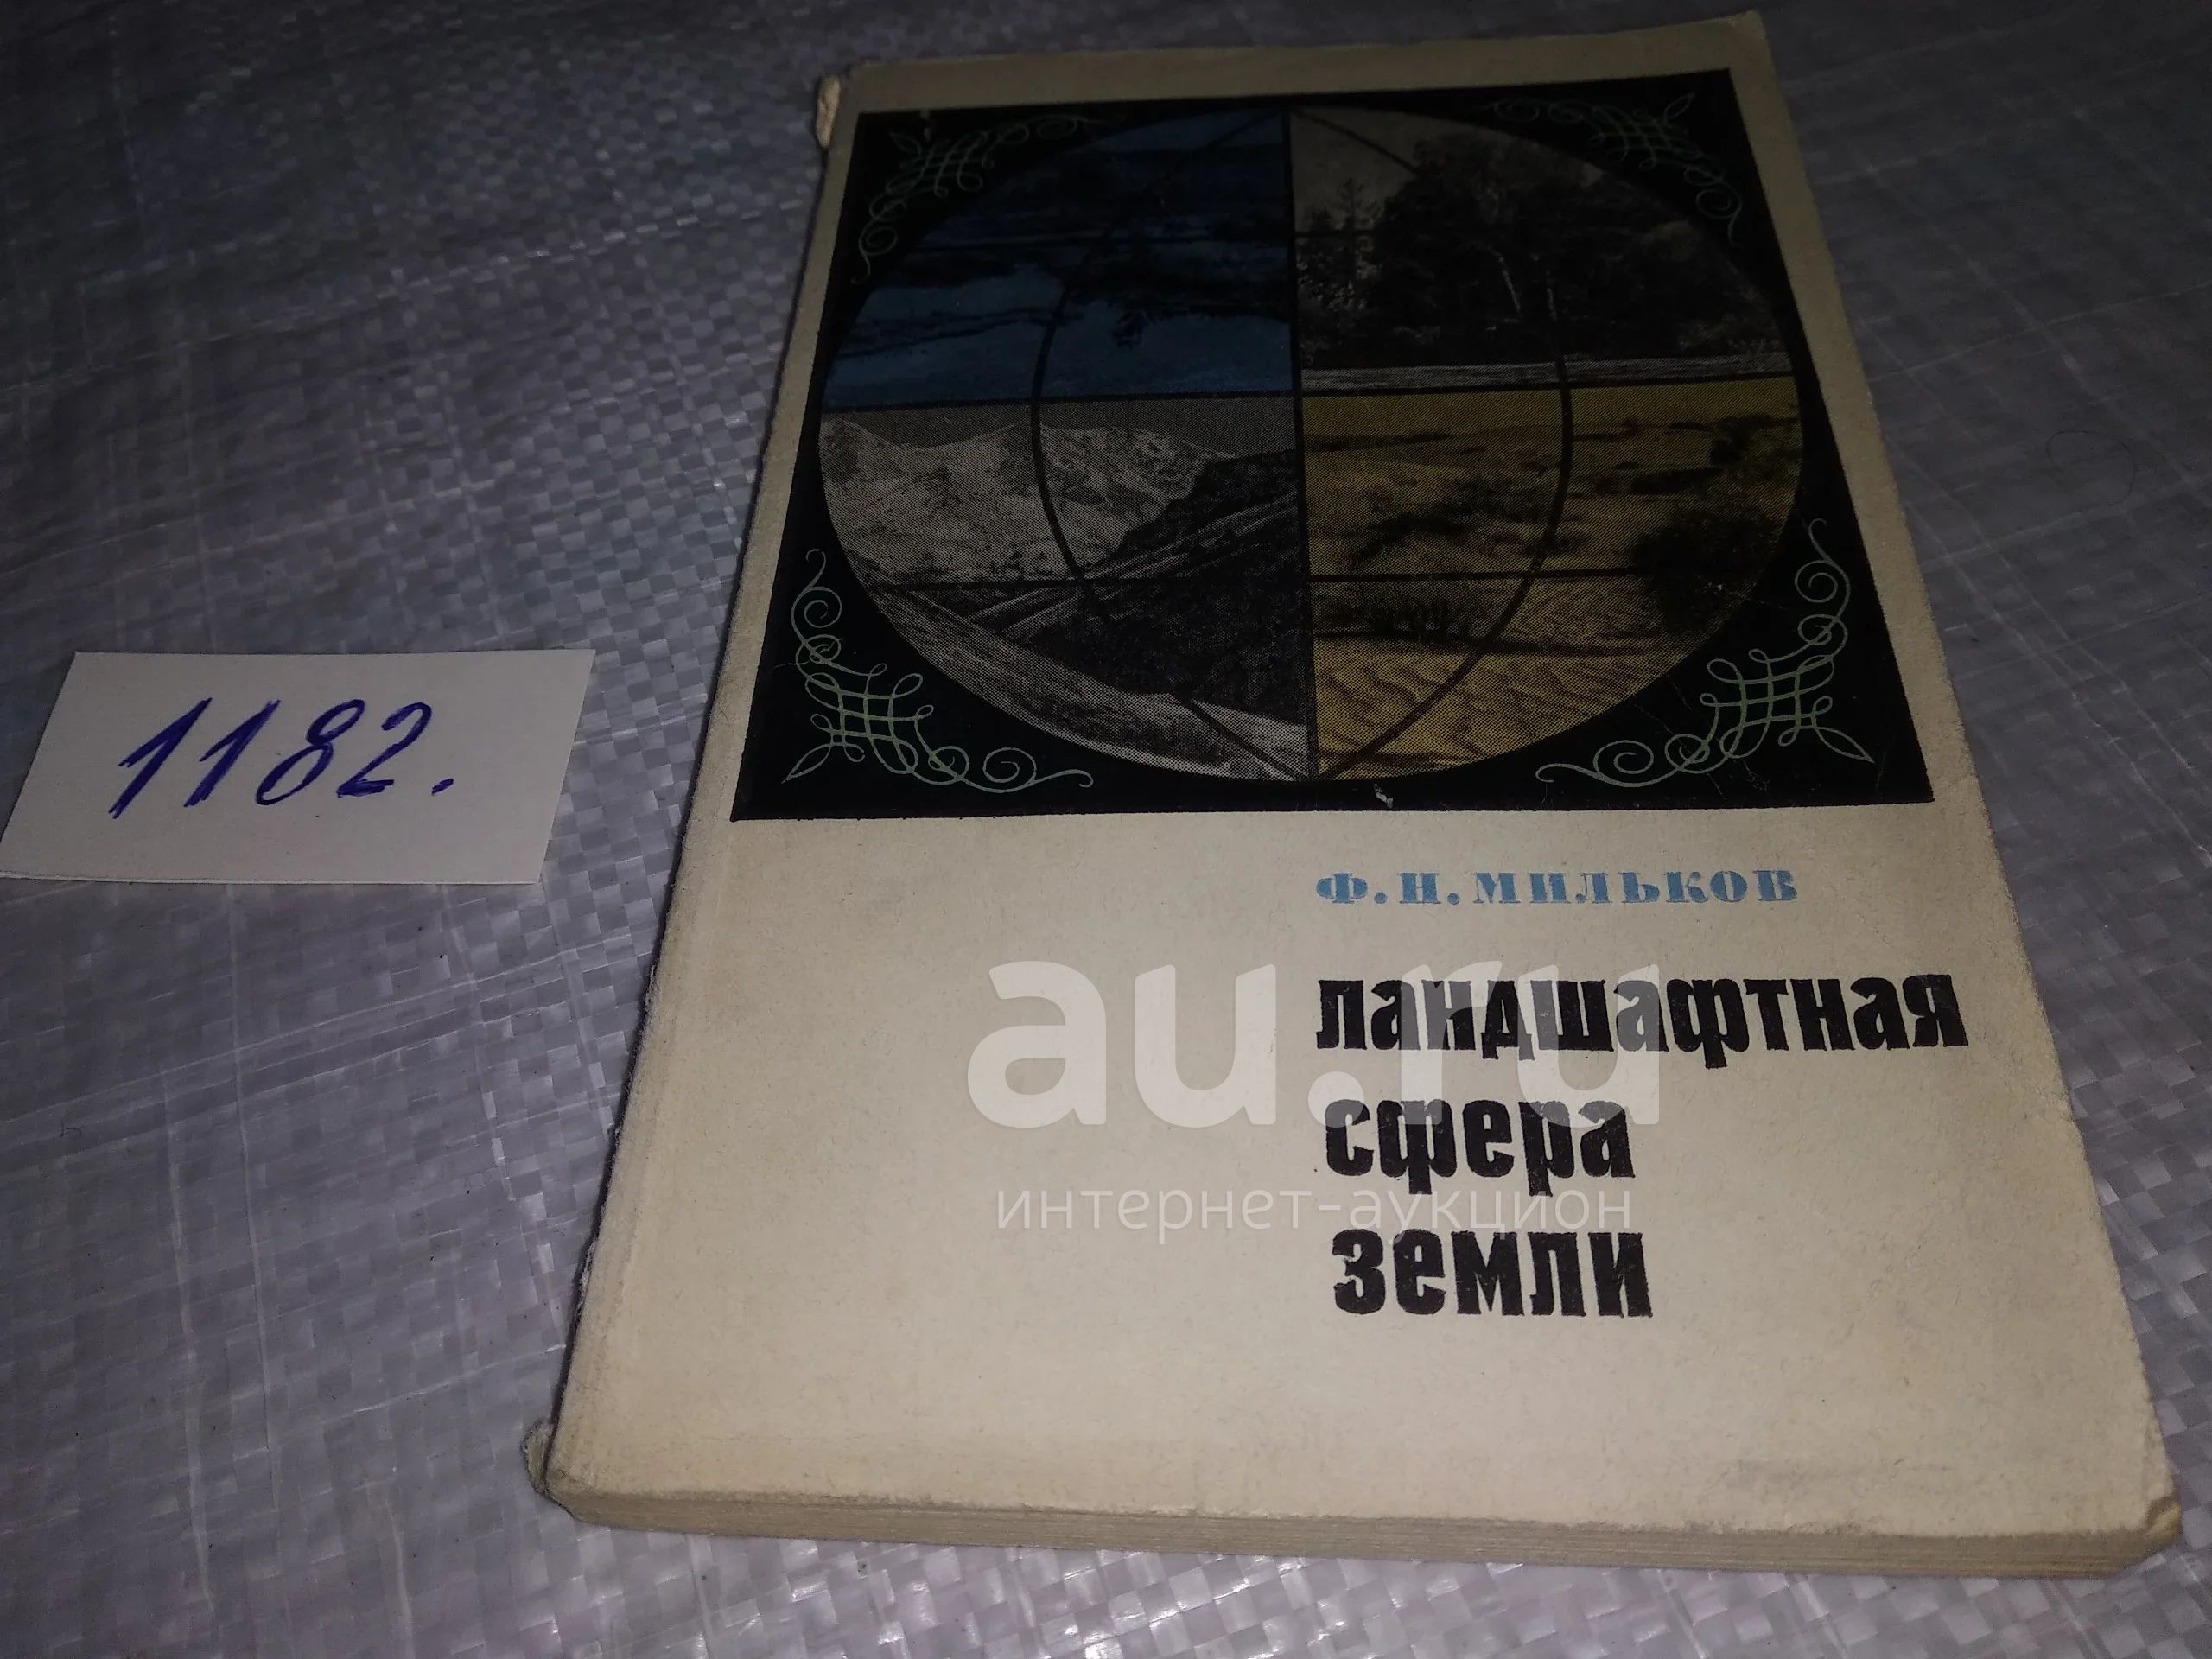 1182.
Ф.Н.МИЛЬКОВ
ландшафтная
сфера
земли
au.ru
интернет-аукцион